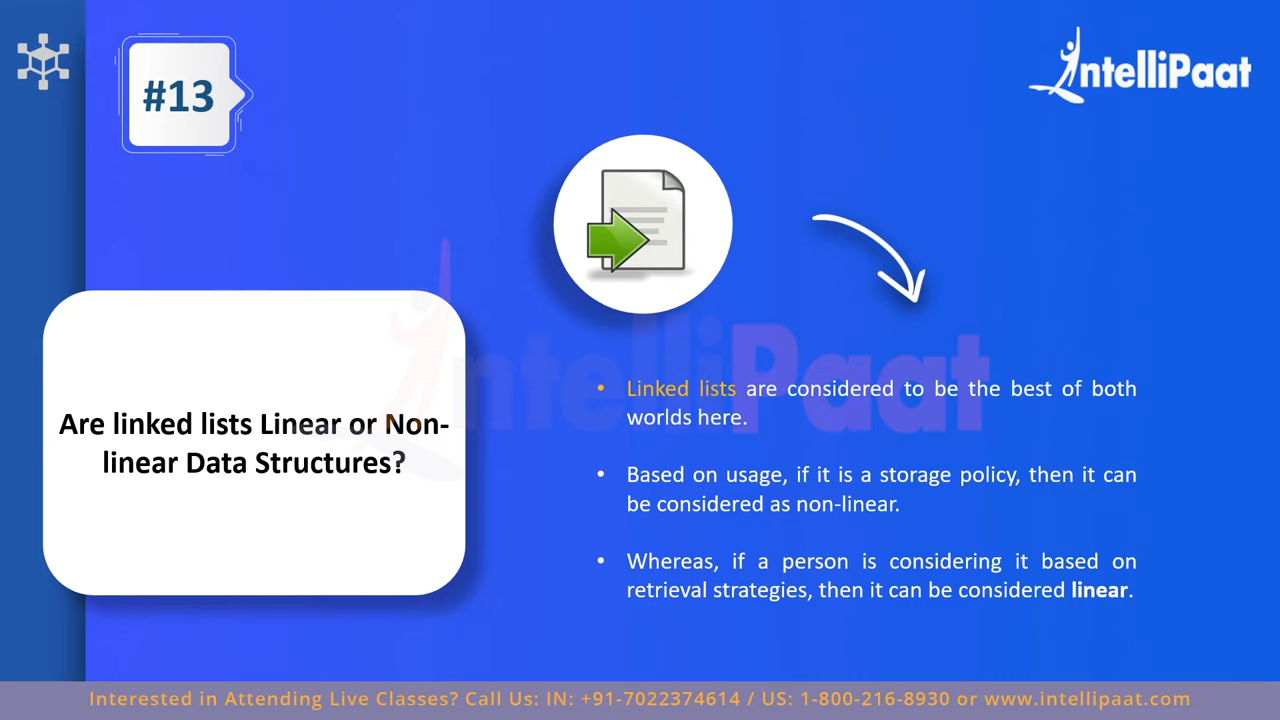 #13
IntelliPaat
Are linked lists Linear or Non-
linear Data Structures?
• Linked lists are considered to be the best of both
worlds here.
• Based on usage, if it is a storage policy, then it can
be considered as non-linear.
• Whereas, if a person is considering it based on
retrieval strategies, then it can be considered linear.
IntelliPaat
Interested in Attending Live Classes? Call Us: IN: +91-7022374614 / US: 1-800-216-8930 or www.intellipaat.com